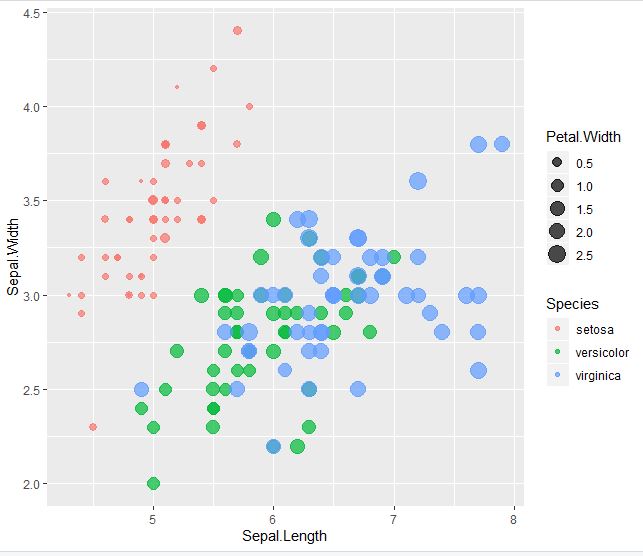 4.5
4.0
3.5
3.0
2.5
2.0
Sepal.Width
5
6
7
8
Sepal.Length
Petal.Width
0.5
1.0
1.5
2.0
2.5
Species
setosa
versicolor
virginica